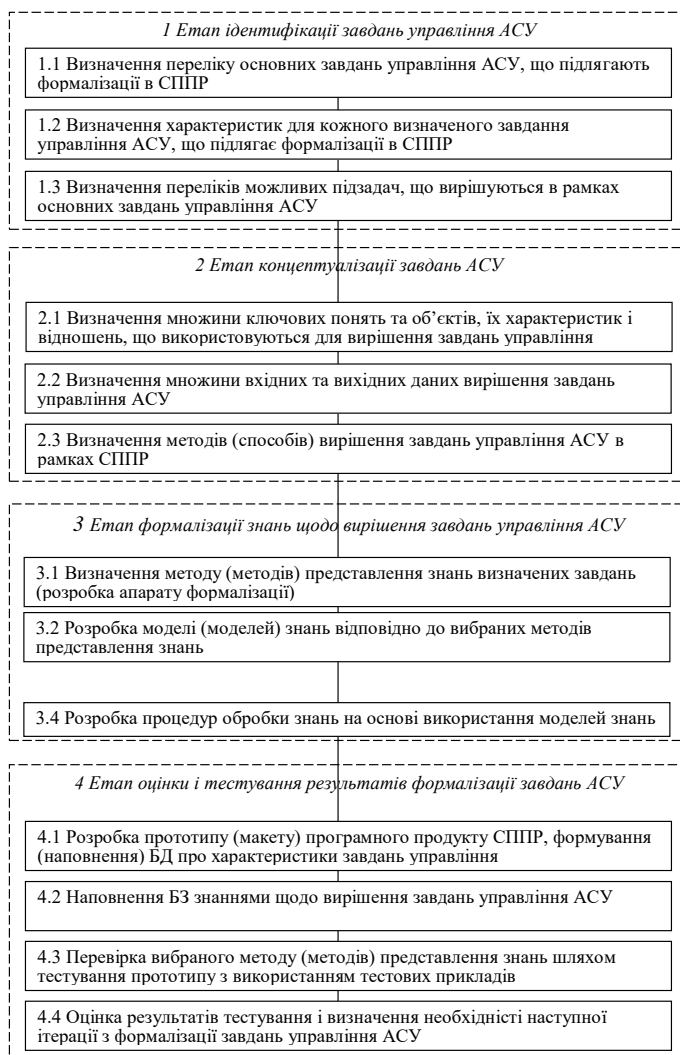 1 Етап ідентифікації завдань управління АСУ
1.1 Визначення переліку основних завдань управління АСУ, що підлягають
формалізації в СППР
1.2 Визначення характеристик для кожного визначеного завдання
управління АСУ, що підлягає формалізації в СППР
1.3 Визначення переліків можливих підзадач, що вирішуються в рамках
основних завдань управління АСУ
2 Етап концептуалізації завдань АСУ
2.1 Визначення множини ключових понять та об’єктів, їх характеристик і
відношень, що використовуються для вирішення завдань управління
2.2 Визначення множини вхідних та вихідних даних вирішення завдань
управління АСУ
2.3 Визначення методів (способів) вирішення завдань управління АСУ в
рамках СППР
3 Етап формалізації знань щодо вирішення завдань управління АСУ
3.1 Визначення методу (методів) представлення знань визначених завдань
(розробка апарату формалізації)
3.2 Розробка моделі (моделей) знань відповідно до вибраних методів
представлення знань
3.4 Розробка процедур обробки знань на основі використання моделей знань
4 Етап оцінки і тестування результатів формалізації завдань АСУ
4.1 Розробка прототипу (макету) програмного продукту СППР, формування
(наповнення) БД про характеристики завдань управління
4.2 Наповнення БЗ знаннями щодо вирішення завдань управління АСУ
4.3 Перевірка вибраного методу (методів) представлення знань шляхом
тестування прототипу з використанням тестових прикладів
4.4 Оцінка результатів тестування і визначення необхідністі наступної
ітерації з формалізації завдань управління АСУ